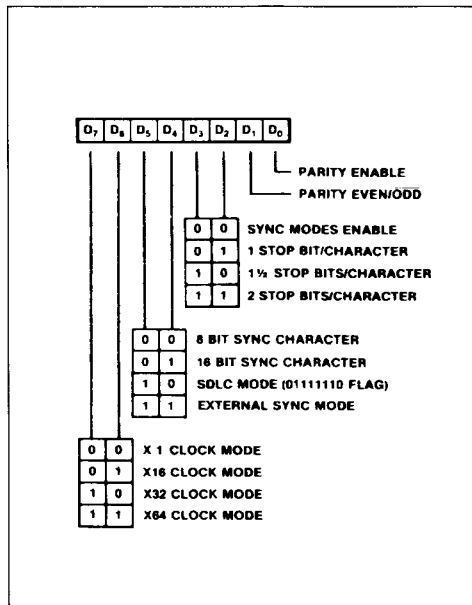 D7 D6 D5 D4 D3 D2 D1 D0
PARITY ENABLE
PARITY EVEN/ODD
0 0 SYNC MODES ENABLE
0 1 1 STOP BIT/CHARACTER
1 0 1½ STOP BITS/CHARACTER
1 1 2 STOP BITS/CHARACTER
0 0 8 BIT SYNC CHARACTER
0 1 16 BIT SYNC CHARACTER
1 0 SDLC MODE (01111110 FLAG)
1 1 EXTERNAL SYNC MODE
0 0 X 1 CLOCK MODE
0 1 X16 CLOCK MODE
1 0 X32 CLOCK MODE
1 1 X64 CLOCK MODE